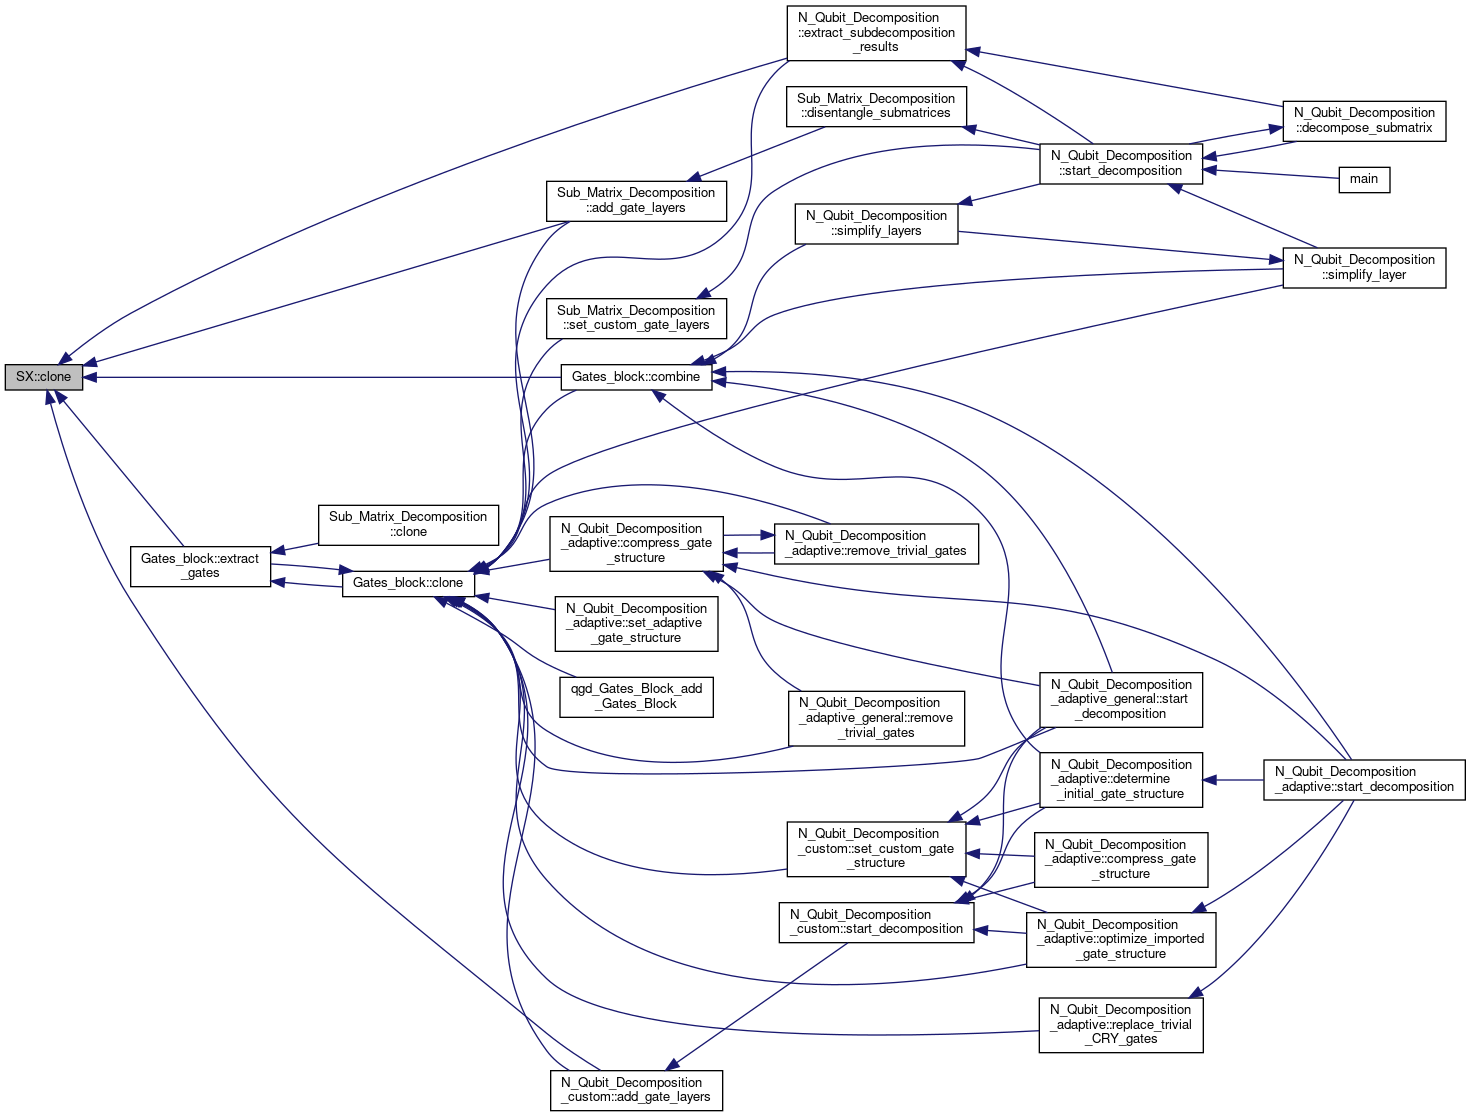 N_Qubit_Decomposition
::extract_subdecomposition
_results
Sub_Matrix_Decomposition
::disentangle_submatrices
N_Qubit_Decomposition
::decompose_submatrix
N_Qubit_Decomposition
::start_decomposition
main
Sub_Matrix_Decomposition
::add_gate_layers
N_Qubit_Decomposition
::simplify_layers
N_Qubit_Decomposition
::simplify_layer
Sub_Matrix_Decomposition
::set_custom_gate_layers
SX::clone
Gates_block::combine
Sub_Matrix_Decomposition
::clone
N_Qubit_Decomposition
_adaptive::compress_gate
_structure
N_Qubit_Decomposition
_adaptive::remove_trivial_gates
Gates_block::extract
_gates
Gates_block::clone
N_Qubit_Decomposition
_adaptive::set_adaptive
_gate_structure
qgd_Gates_Block_add
_Gates_Block
N_Qubit_Decomposition
_adaptive_general::remove
_trivial_gates
N_Qubit_Decomposition
_adaptive_general::start
_decomposition
N_Qubit_Decomposition
_adaptive::determine
_initial_gate_structure
N_Qubit_Decomposition
_adaptive::start_decomposition
N_Qubit_Decomposition
_custom::set_custom_gate
_structure
N_Qubit_Decomposition
_adaptive::compress_gate
_structure
N_Qubit_Decomposition
_custom::start_decomposition
N_Qubit_Decomposition
_adaptive::optimize_imported
_gate_structure
N_Qubit_Decomposition
_adaptive::replace_trivial
_CRY_gates
N_Qubit_Decomposition
_custom::add_gate_layers